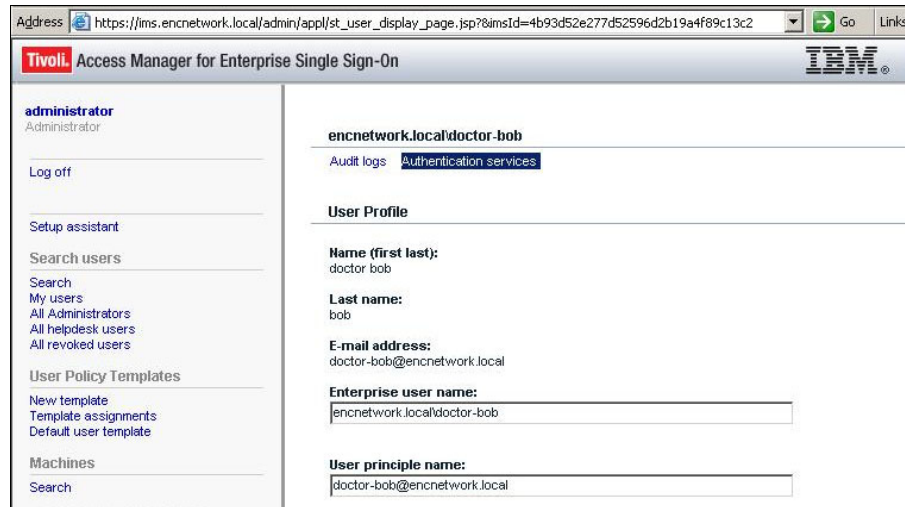 Address https://ims.encnetwork.local/admin/appl/st_user_display_page.jsp?&imsId=4b93d52e277d52596d2b19a4f89c13c2 Go Links
Tivoli. Access Manager for Enterprise Single Sign-On IBM®
administrator
Administrator
Log off
Setup assistant
Search users
Search
My users
All Administrators
All helpdesk users
All revoked users
User Policy Templates
New template
Template assignments
Default user template
Machines
Search
encnetwork.local\doctor-bob
Audit logs Authentication services
User Profile
Name (first last):
doctor bob
Last name:
bob
E-mail address:
doctor-bob@encnetwork.local
Enterprise user name:
encnetwork.local\doctor-bob
User principle name:
doctor-bob@encnetwork.local